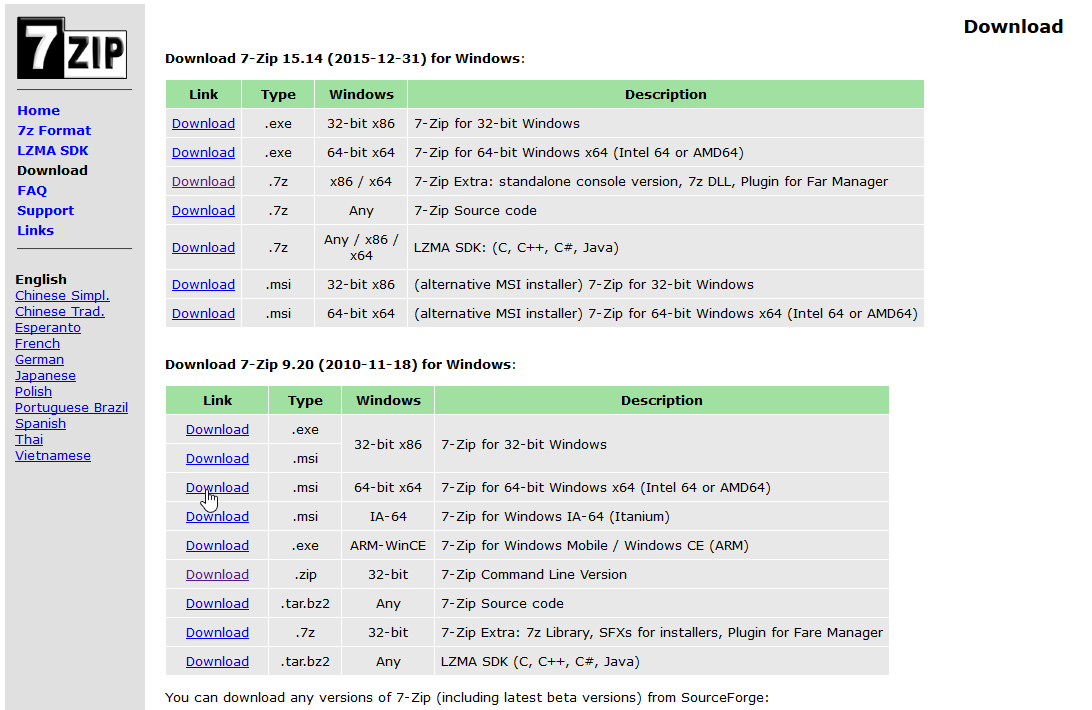 7ZIP
Home
7z Format
LZMA SDK
Download
FAQ
Support
Links
English
Chinese Simpl.
Chinese Trad.
Esperanto
French
German
Japanese
Polish
Portuguese Brazil
Spanish
Thai
Vietnamese
Download
Download 7-Zip 15.14 (2015-12-31) for Windows:
Link Type Windows Description
Download .exe 32-bit x86 7-Zip for 32-bit Windows
Download .exe 64-bit x64 7-Zip for 64-bit Windows x64 (Intel 64 or AMD64)
Download .7z x86 / x64 7-Zip Extra: standalone console version, 7z DLL, Plugin for Far Manager
Download .7z Any 7-Zip Source code
Download .7z Any / x86 / x64 LZMA SDK: (C, C++, C#, Java)
Download .msi 32-bit x86 (alternative MSI installer) 7-Zip for 32-bit Windows
Download .msi 64-bit x64 (alternative MSI installer) 7-Zip for 64-bit Windows x64 (Intel 64 or AMD64)
Download 7-Zip 9.20 (2010-11-18) for Windows:
Link Type Windows Description
Download .exe 32-bit x86 7-Zip for 32-bit Windows
Download .msi
Download .msi 64-bit x64 7-Zip for 64-bit Windows x64 (Intel 64 or AMD64)
Download .msi IA-64 7-Zip for Windows IA-64 (Itanium)
Download .exe ARM-WinCE 7-Zip for Windows Mobile / Windows CE (ARM)
Download .zip 32-bit 7-Zip Command Line Version
Download .tar.bz2 Any 7-Zip Source code
Download .7z 32-bit 7-Zip Extra: 7z Library, SFXs for installers, Plugin for Fare Manager
Download .tar.bz2 Any LZMA SDK (C, C++, C#, Java)
You can download any versions of 7-Zip (including latest beta versions) from SourceForge: